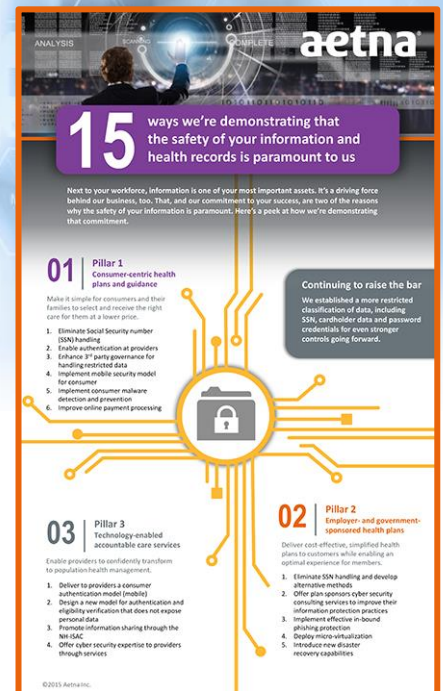 ANALYSIS
SCANNING
COMPLETE
aetna
15
ways we're demonstrating that
the safety of your information and
health records is paramount to us
Next to your workforce, information is one of your most important assets. It's a driving force
behind our business, too. That, and our commitment to your success, are two of the reasons
why the safety of your information is paramount. Here's a peek at how we're demonstrating
that commitment.
01
Pillar 1
Consumer-centric health
plans and guidance
Make it simple for consumers and their
families to select and receive the right
care for them at a lower price.
1. Eliminate Social Security number
(SSN) handling
2. Enable authentication at providers
3. Enhance 3rd party governance for
handling restricted data
4. Implement mobile security model
for consumer
5. Implement consumer malware
detection and prevention
6. Improve online payment processing
Continuing to raise the bar
We established a more restricted
classification of data, including
SSN, cardholder data and password
credentials for even stronger
controls going forward.
02
Pillar 2
Employer- and government-
sponsored health plans
Deliver cost-effective, simplified health
plans to customers while enabling an
optimal experience for members.
1. Eliminate SSN handling and develop
alternative methods
2. Offer plan sponsors cyber security
consulting services to improve their
information protection practices
3. Implement effective in-bound
phishing protection
4. Deploy micro-virtualization
5. Introduce new disaster
recovery capabilities
03
Pillar 3
Technology-enabled
accountable care services
Enable providers to confidently transform
to population health management.
1. Deliver to providers a consumer
authentication model (mobile)
2. Design a new model for authentication and
eligibility verification that does not expose
personal data
3. Promote information sharing through the
NH-ISAC
4. Offer cyber security expertise to providers
through services
©2015 Aetna Inc.